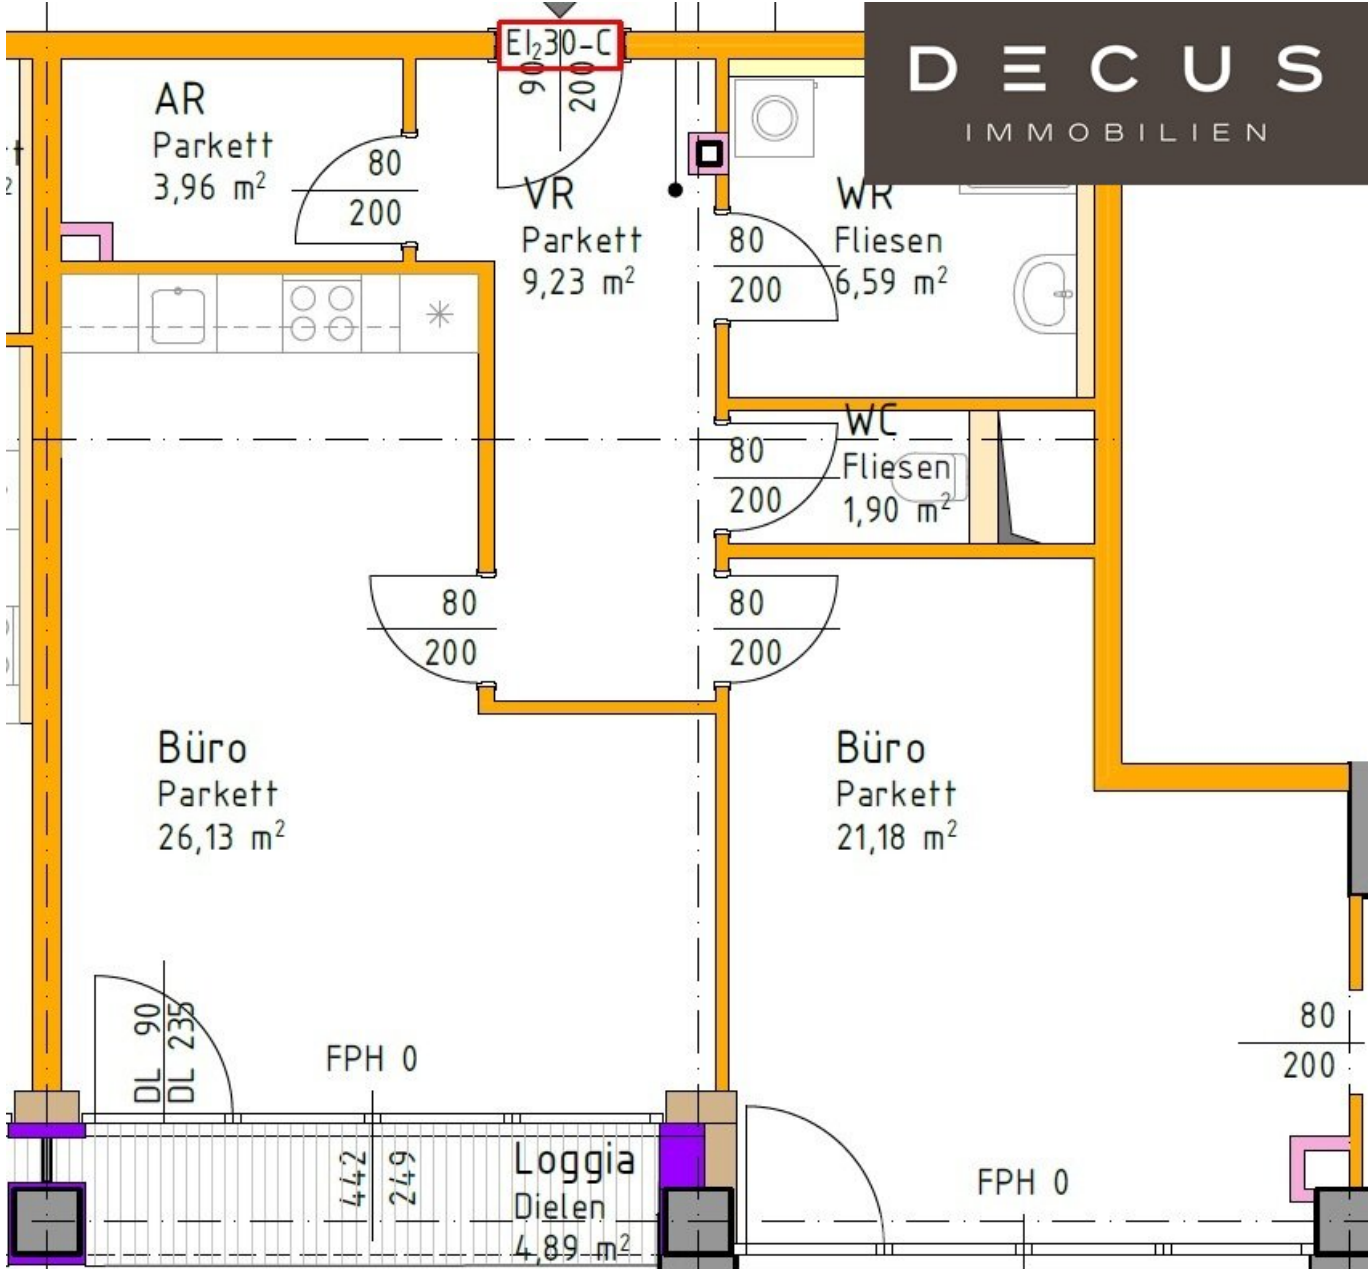 EI₂30-C
90
200
DECUS
IMMOBILIEN
AR
Parkett
3,96 m²
80
200
VR
Parkett
9,23 m²
80
200
WR
Fliesen
6,59 m²
80
200
WC
Fliesen
1,90 m²
80
200
80
200
Büro
Parkett
26,13 m²
Büro
Parkett
21,18 m²
DL 90
DL 235
FPH 0
80
200
442
249
Loggia
Dielen
4,89 m²
FPH 0